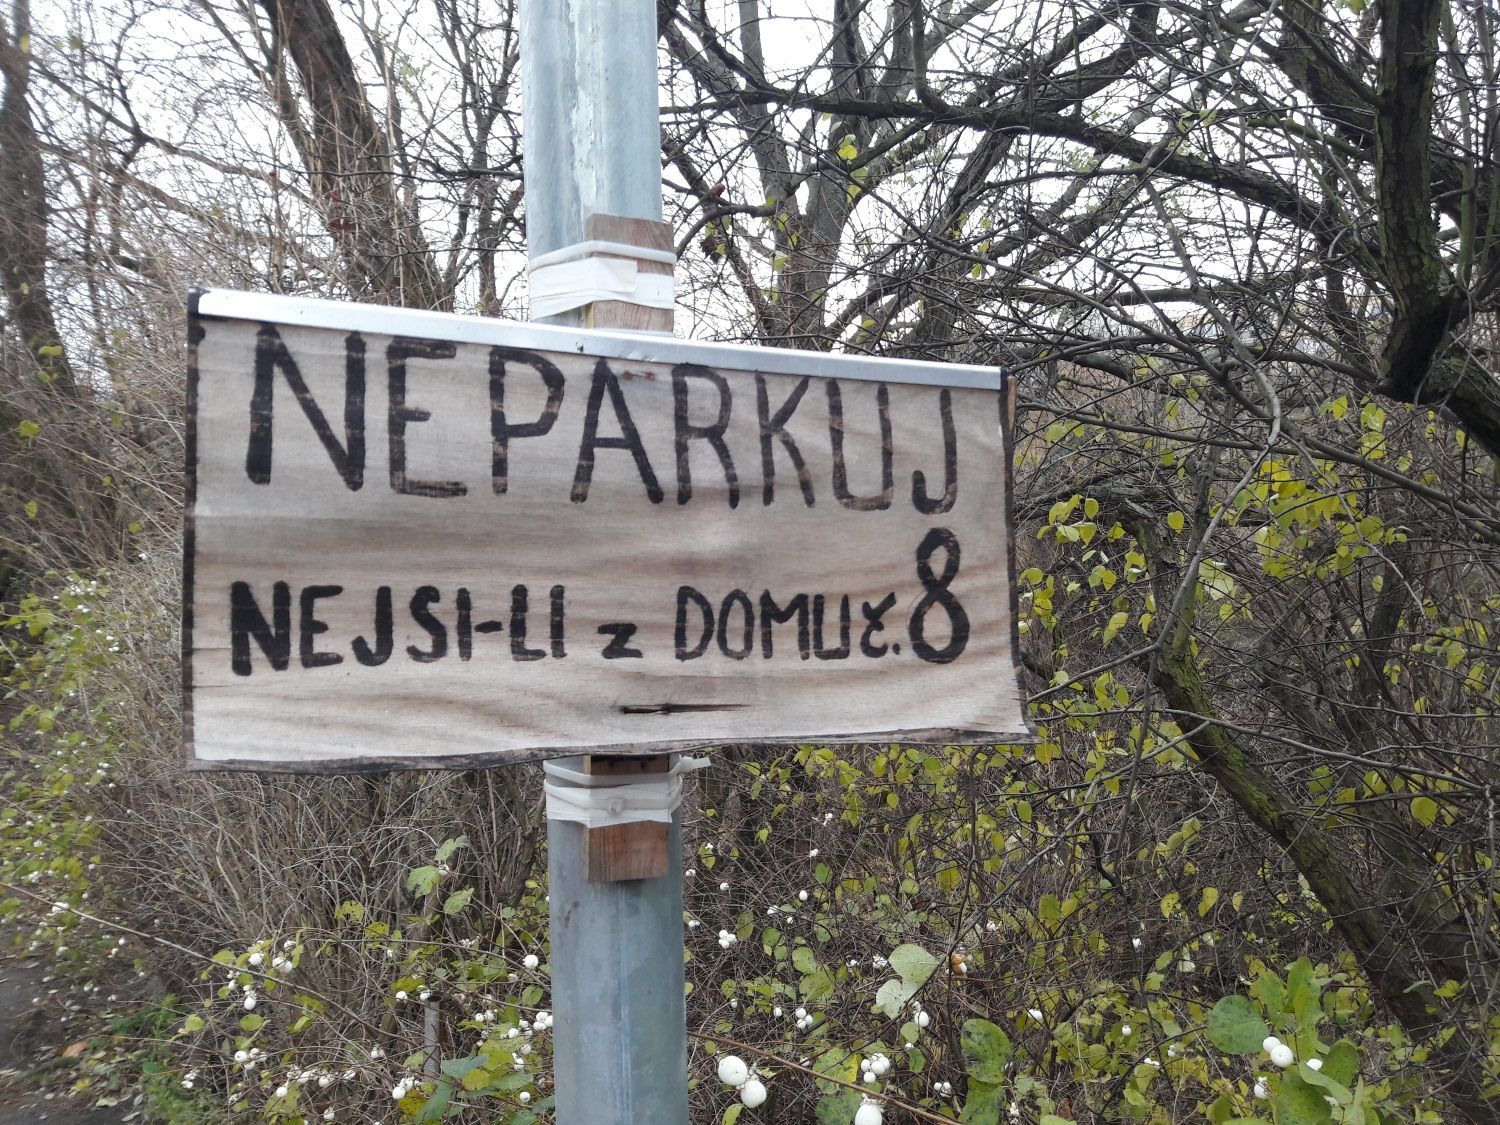 NEPARKUJ
NEJSI-LI z DOMU č. 8